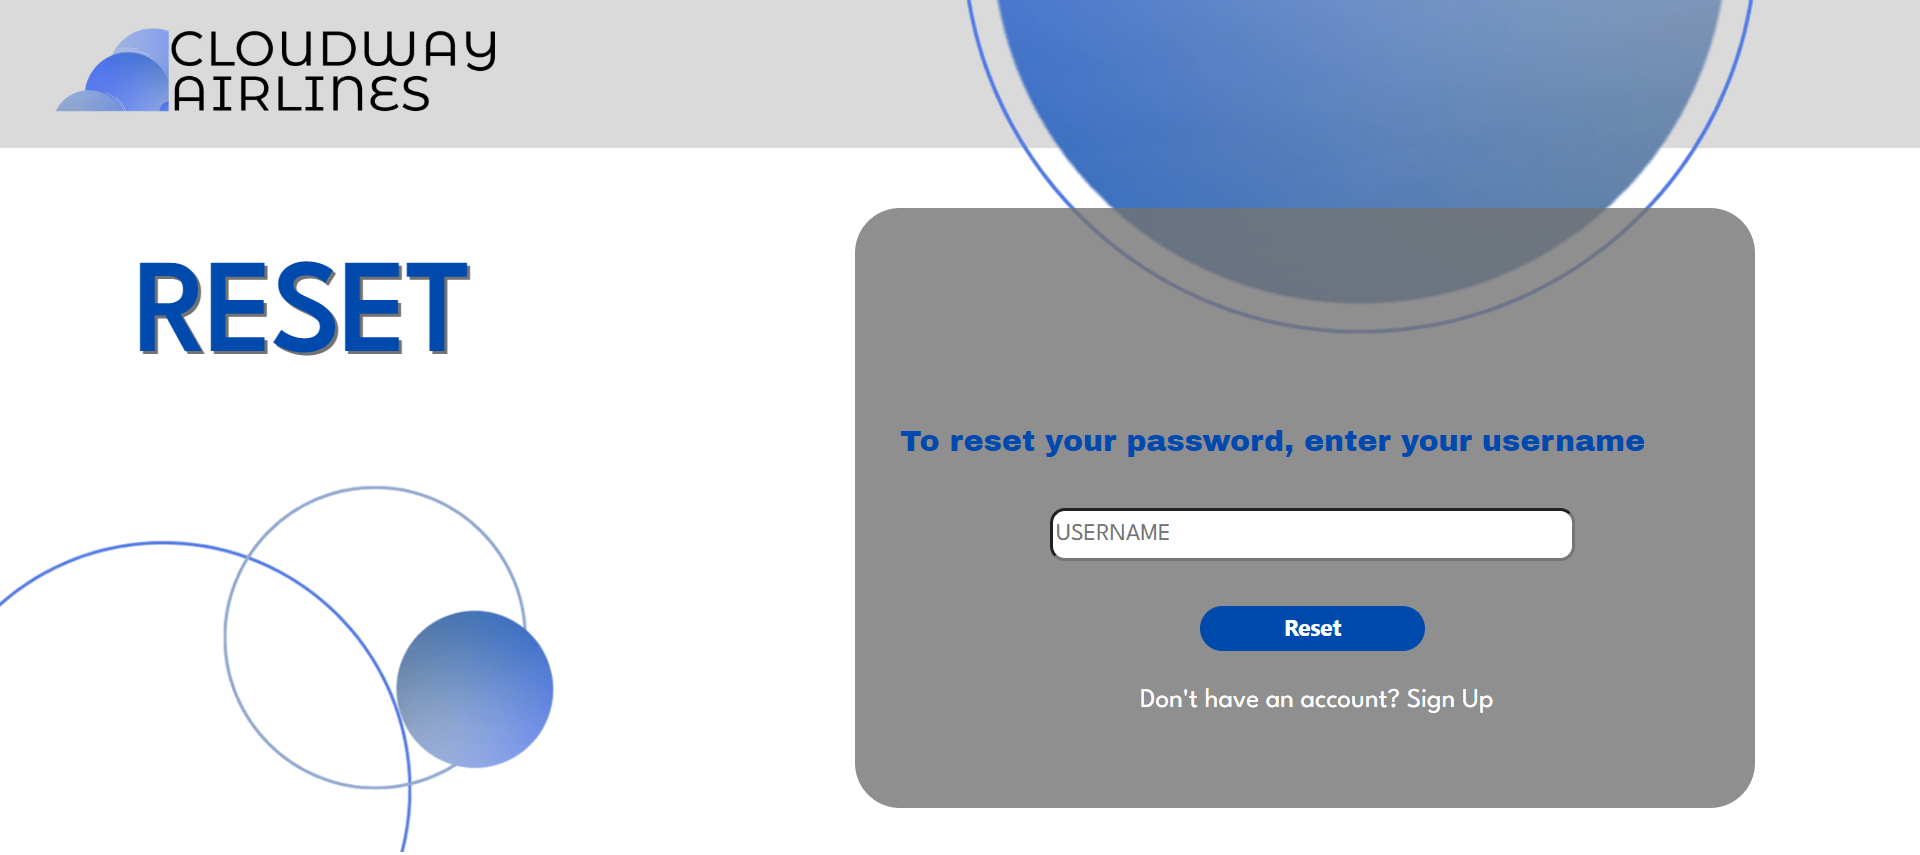 CLOUDWAY
AIRLINES
RESET
To reset your password, enter your username
USERNAME
Reset
Don't have an account? Sign Up